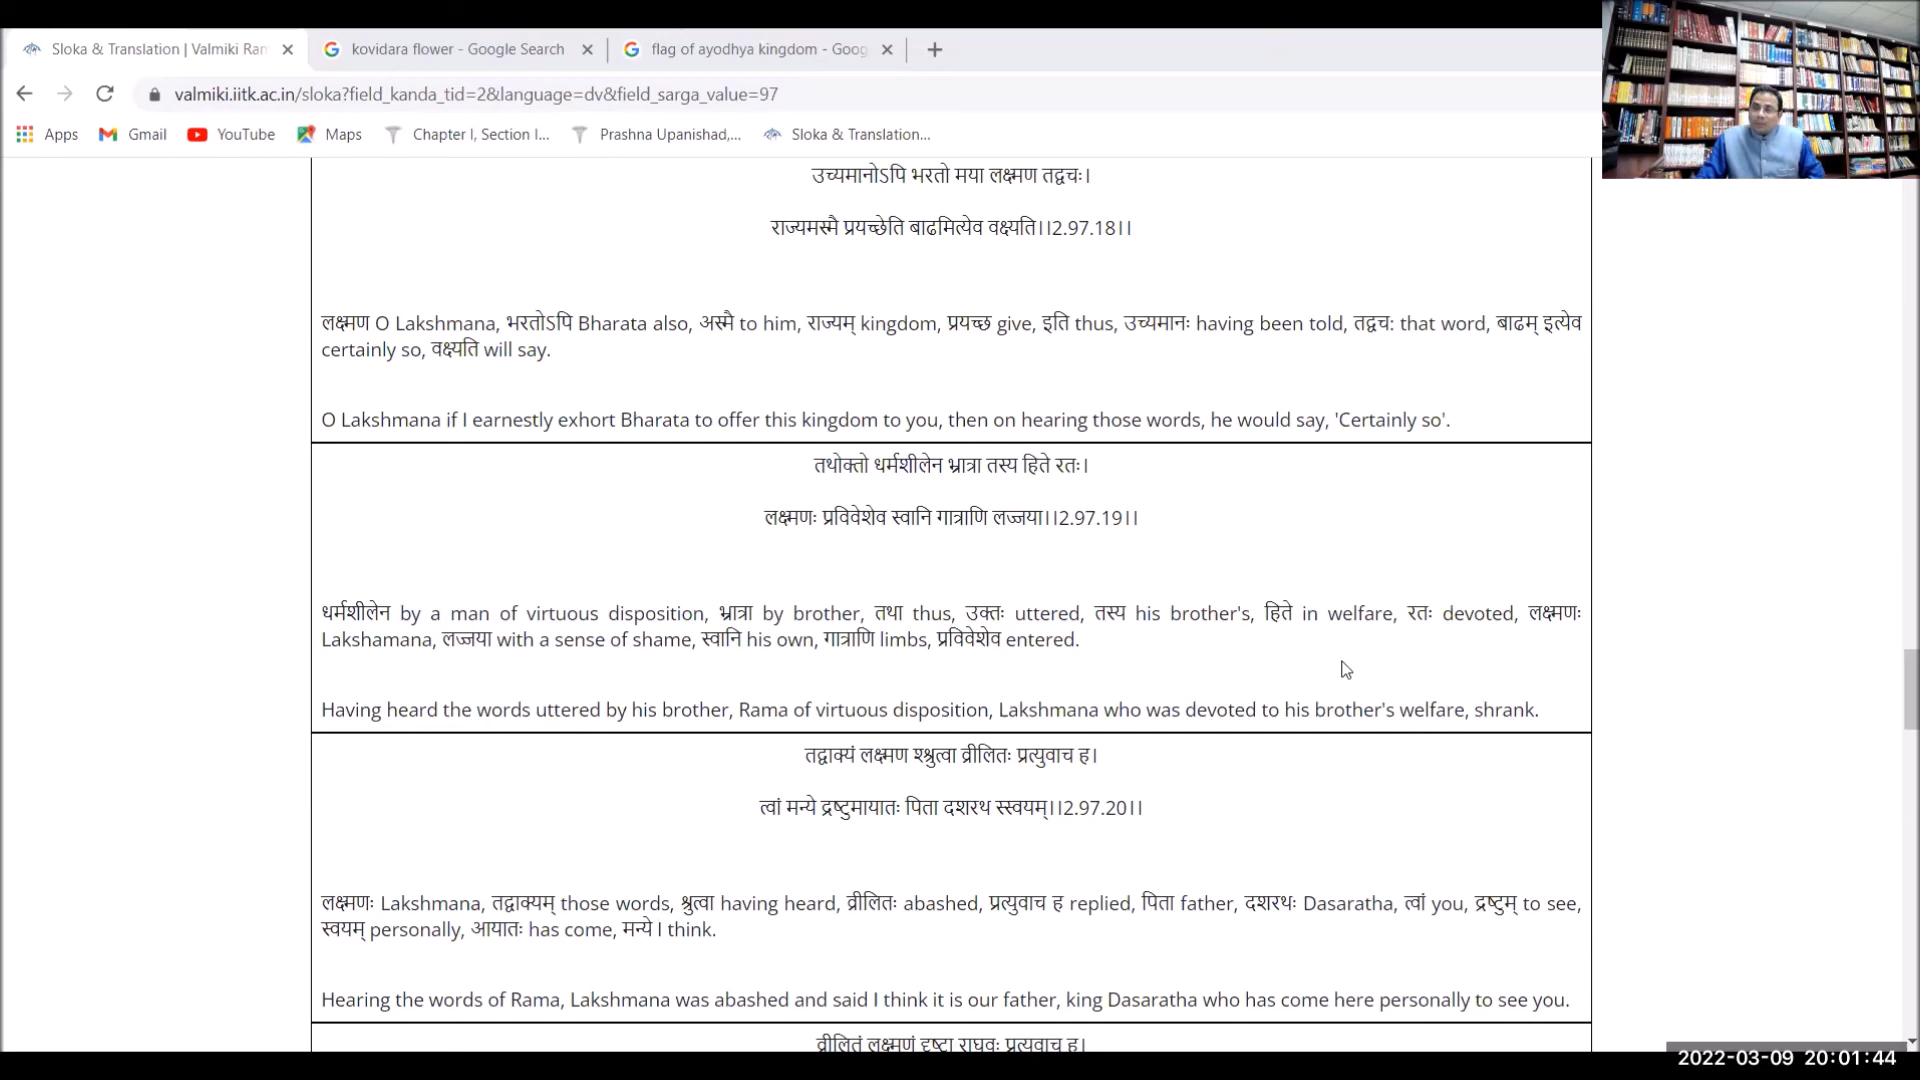 Sloka & Translation | Valmiki Ram
kovidara flower - Google Search
flag of ayodhya kingdom - Goog
valmiki.iitk.ac.in/sloka?field_kanda_tid=2&language=dv&field_sarga_value=97
Apps
Gmail
YouTube
Maps
Chapter I, Section I...
Prashna Upanishad,...
Sloka & Translation...
उच्यमानोऽपि भरतो मया लक्ष्मण तद्वचः।
राज्यमस्मै प्रयच्छेति बाढमित्येव वक्ष्यति।।2.97.18।।
लक्ष्मण O Lakshmana, भरतोऽपि Bharata also, अस्मै to him, राज्यम् kingdom, प्रयच्छ give, इति thus, उच्यमानः having been told, तद्वच: that word, बाढम् इत्येव
certainly so, वक्ष्यति will say.
O Lakshmana if I earnestly exhort Bharata to offer this kingdom to you, then on hearing those words, he would say, 'Certainly so'.
तथोक्तो धर्मशीलेन भ्रात्रा तस्य हिते रतः।
लक्ष्मणः प्रविवेशेव स्वानि गात्राणि लज्जया।।2.97.19।।
धर्मशीलेन by a man of virtuous disposition, भ्रात्रा by brother, तथा thus, उक्तः uttered, तस्य his brother's, हिते in welfare, रतः devoted, लक्ष्मणः
Lakshamana, लज्जया with a sense of shame, स्वानि his own, गात्राणि limbs, प्रविवेशेव entered.
Having heard the words uttered by his brother, Rama of virtuous disposition, Lakshmana who was devoted to his brother's welfare, shrank.
तद्वाक्यं लक्ष्मण श्श्रुत्वा व्रीलितः प्रत्युवाच ह।
त्वां मन्ये द्रष्टुमायातः पिता दशरथ स्स्वयम्।।2.97.20।।
लक्ष्मणः Lakshmana, तद्वाक्यम् those words, श्रुत्वा having heard, व्रीलितः abashed, प्रत्युवाच ह replied, पिता father, दशरथः Dasaratha, त्वां you, द्रष्टुम् to see,
स्वयम् personally, आयातः has come, मन्ये I think.
Hearing the words of Rama, Lakshmana was abashed and said I think it is our father, king Dasaratha who has come here personally to see you.
व्रीलितं लक्ष्मणं दृष्टा राघवः प्रत्युवाच ह।
2022-03-09 20:01:44